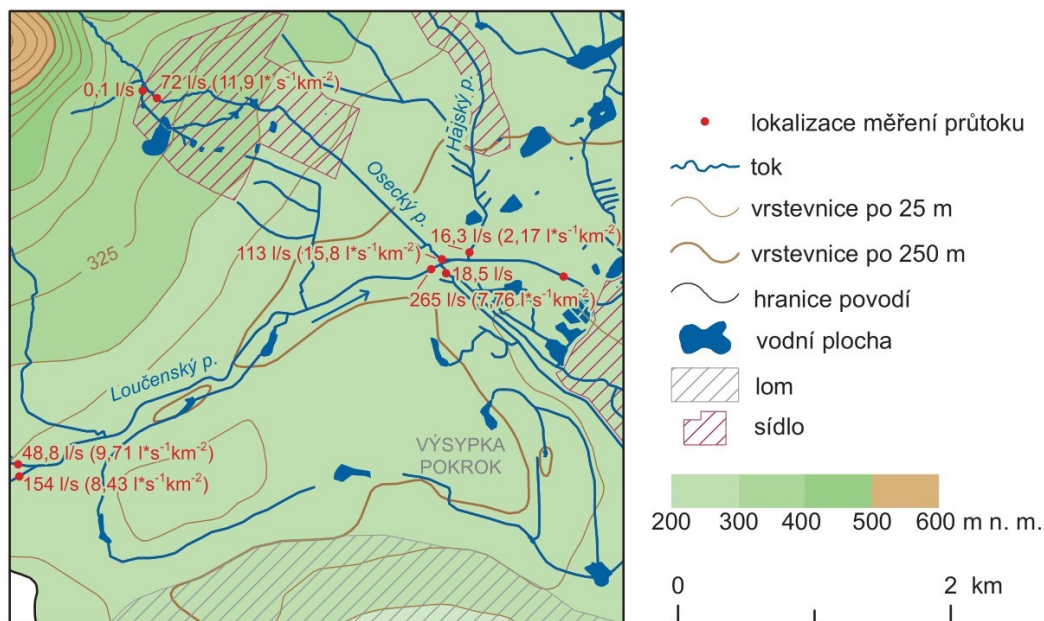 0,1 l/s
72 l/s (11,9 l*s⁻¹km⁻²)
Hájský p.
Osecký p.
325
16,3 l/s (2,17 l*s⁻¹km⁻²)
113 l/s (15,8 l*s⁻¹km⁻²)
18,5 l/s
265 l/s (7,76 l*s⁻¹km⁻²)
Loučenský p.
48,8 l/s (9,71 l*s⁻¹km⁻²)
154 l/s (8,43 l*s⁻¹km⁻²)
VÝSYPKA
POKROK
lokalizace měření průtoku
tok
vrstevnice po 25 m
vrstevnice po 250 m
hranice povodí
vodní plocha
lom
sídlo
200 300 400 500 600 m n. m.
0 2 km